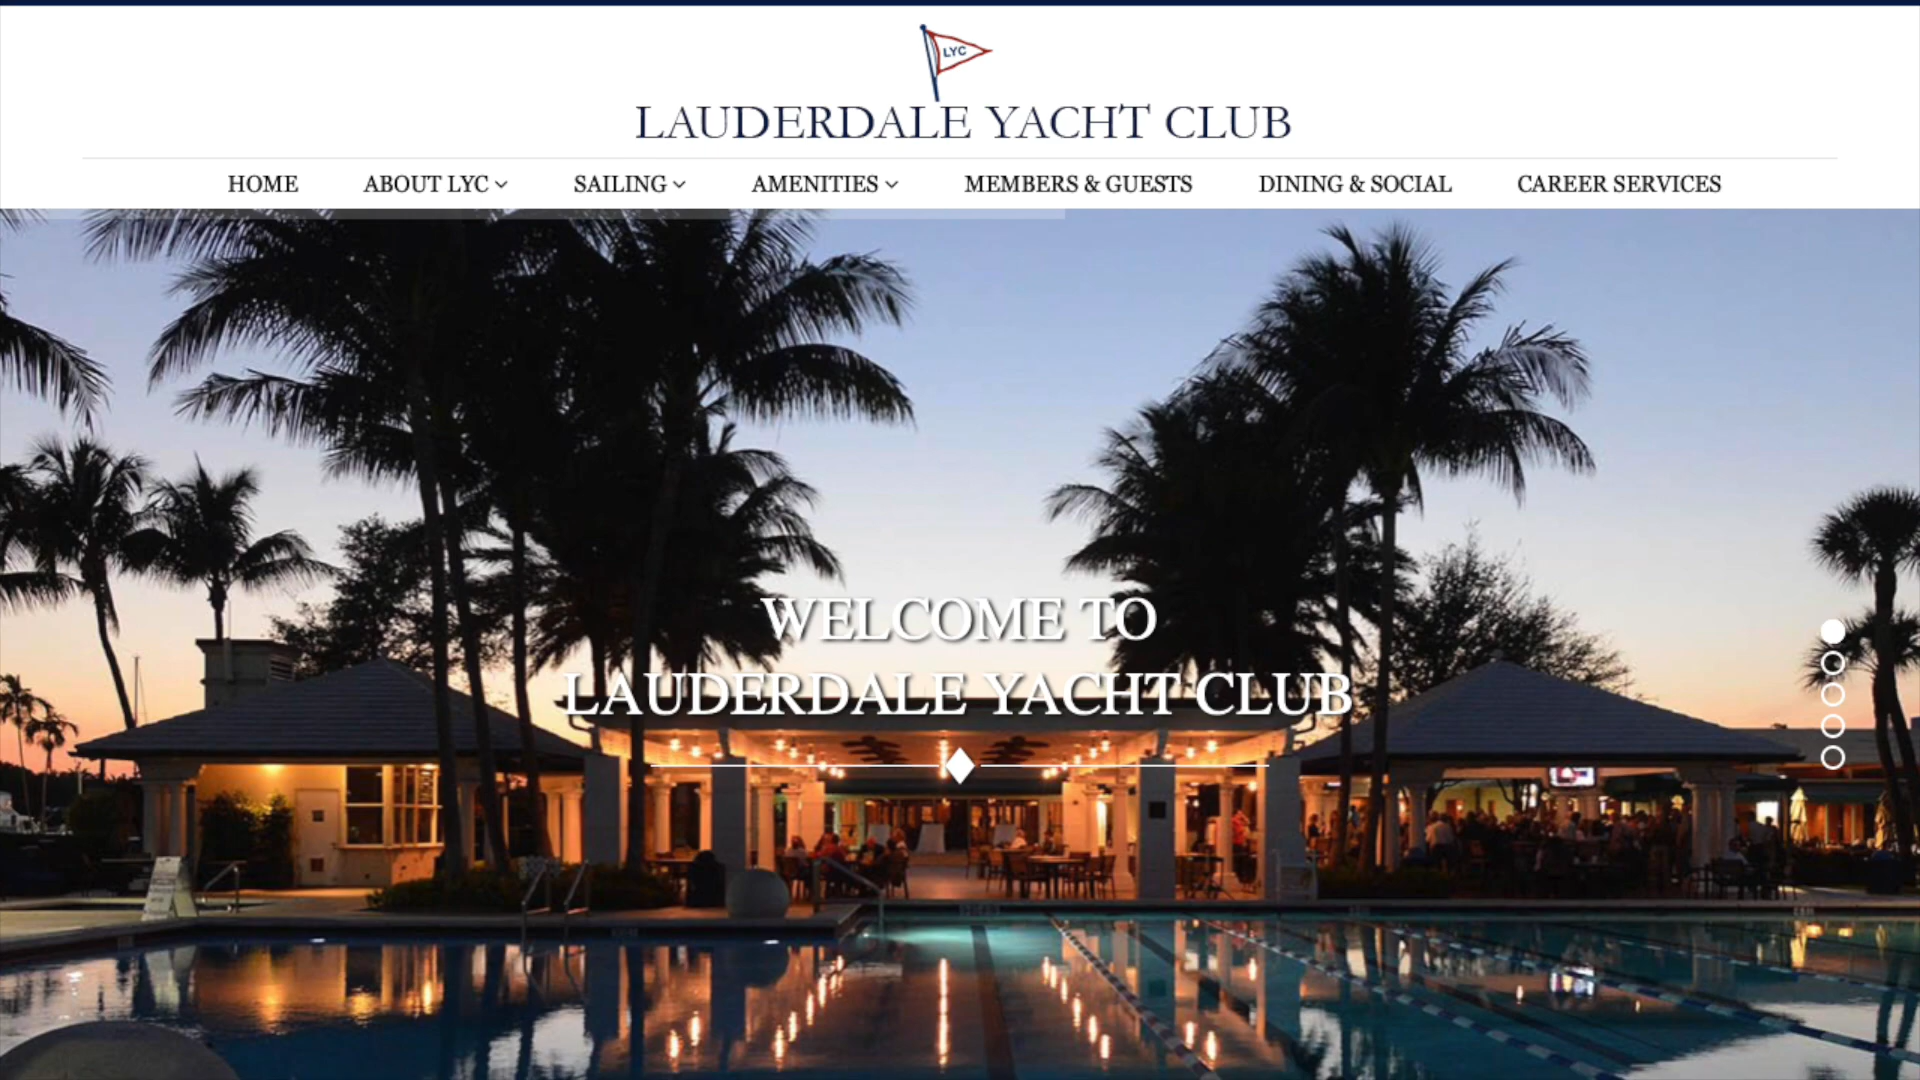 LYC
LAUDERDALE YACHT CLUB
HOME ABOUT LYC SAILING AMENITIES MEMBERS & GUESTS DINING & SOCIAL CAREER SERVICES
WELCOME TO
LAUDERDALE YACHT CLUB